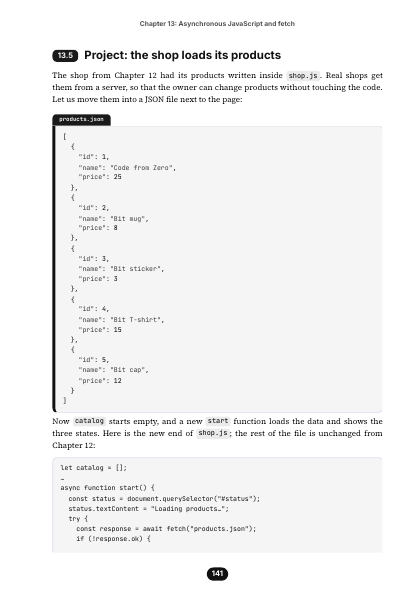 Chapter 13: Asynchronous JavaScript and fetch
13.5 Project: the shop loads its products
The shop from Chapter 12 had its products written inside shop.js. Real shops get
them from a server, so that the owner can change products without touching the code.
Let us move them into a JSON file next to the page:
products.json
[
  {
    "id": 1,
    "name": "Code from Zero",
    "price": 25
  },
  {
    "id": 2,
    "name": "Bit mug",
    "price": 8
  },
  {
    "id": 3,
    "name": "Bit sticker",
    "price": 3
  },
  {
    "id": 4,
    "name": "Bit T-shirt",
    "price": 15
  },
  {
    "id": 5,
    "name": "Bit cap",
    "price": 12
  }
]
Now catalog starts empty, and a new start function loads the data and shows the
three states. Here is the new end of shop.js; the rest of the file is unchanged from
Chapter 12:
let catalog = [];
…
async function start() {
  const status = document.querySelector("#status");
  status.textContent = "Loading products…";
  try {
    const response = await fetch("products.json");
    if (!response.ok) {
141